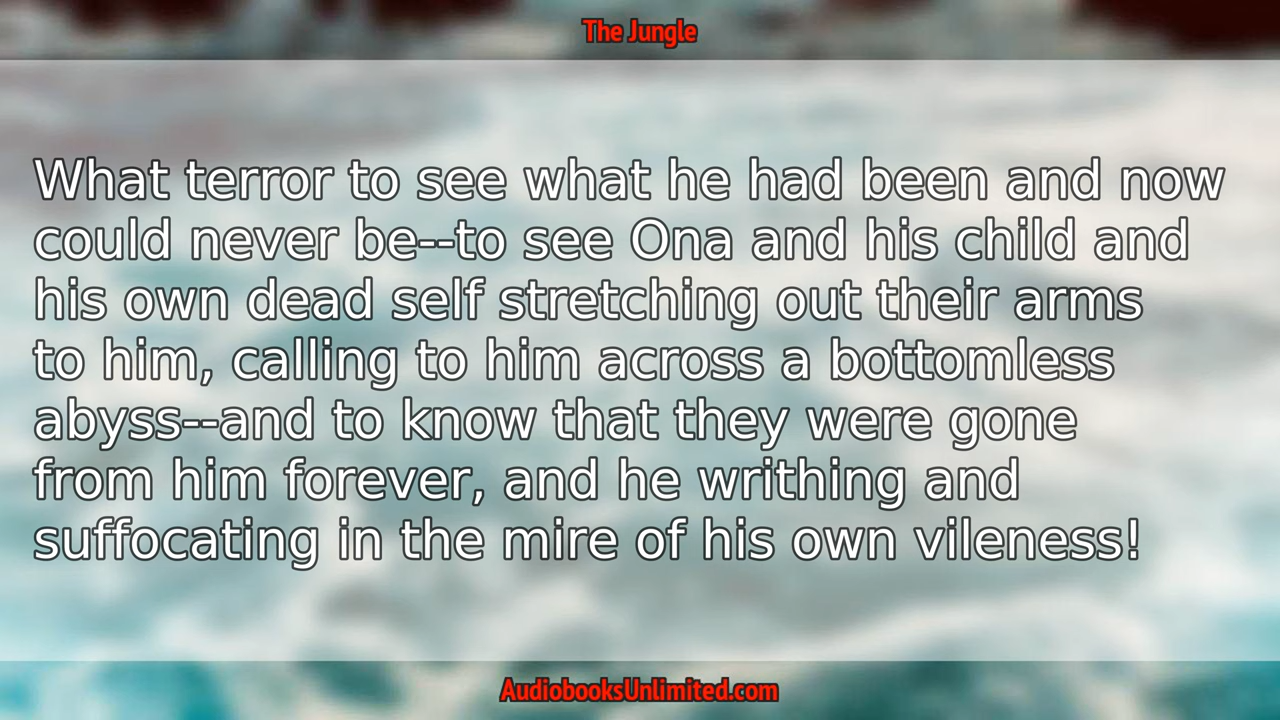 The Jungle
What terror to see what he had been and now
could never be--to see Ona and his child and
his own dead self stretching out their arms
to him, calling to him across a bottomless
abyss--and to know that they were gone
from him forever, and he writhing and
suffocating in the mire of his own vileness!
AudiobooksUnlimited.com